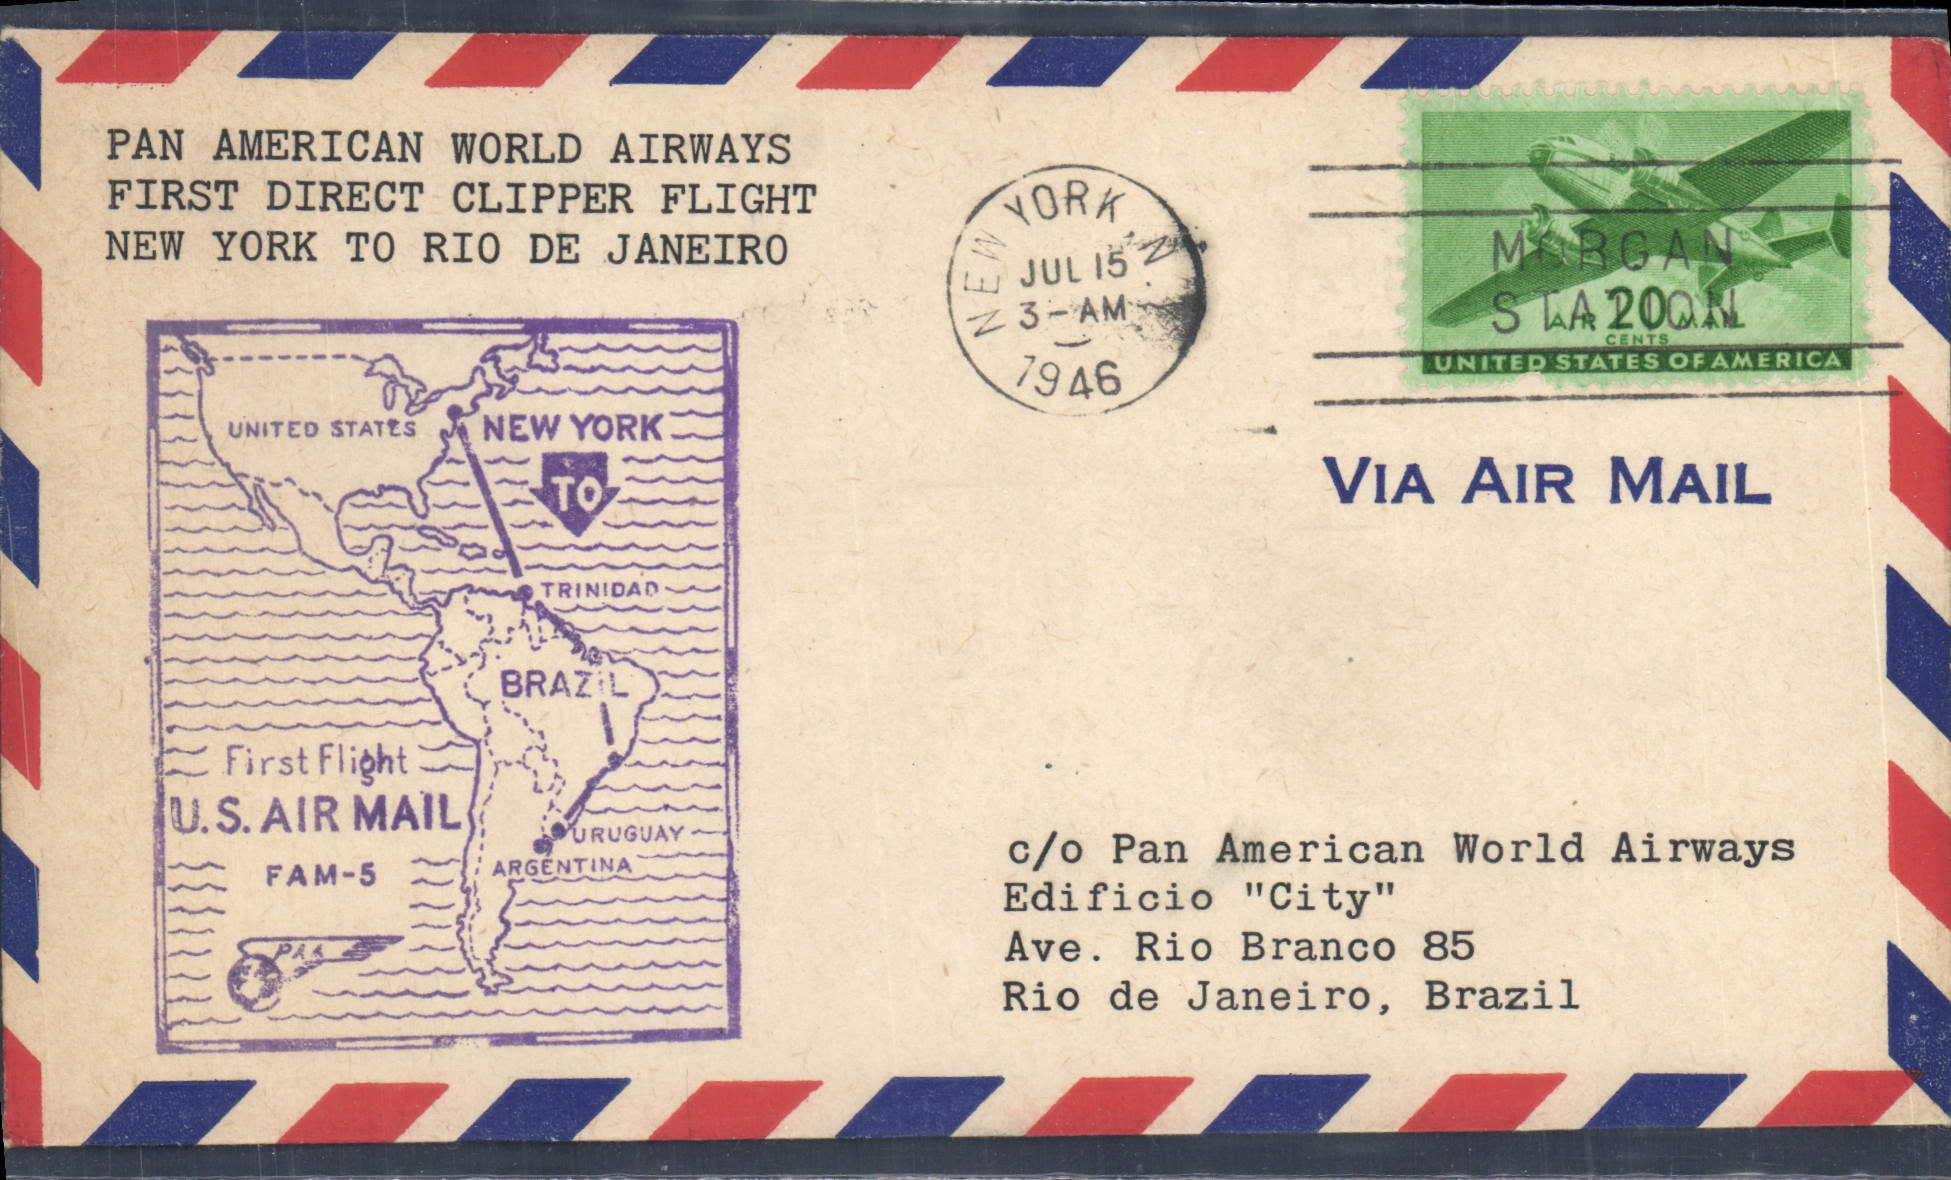 PAN AMERICAN WORLD AIRWAYS
FIRST DIRECT CLIPPER FLIGHT
NEW YORK TO RIO DE JANEIRO
NEW YORK N.
JUL 15
3-AM
1946
MORGAN
STATION
20
AIR MAIL
CENTS
UNITED STATES OF AMERICA
VIA AIR MAIL
UNITED STATES
NEW YORK
TO
TRINIDAD
BRAZIL
First Flight
U.S. AIR MAIL
URUGUAY
ARGENTINA
FAM-5
PAA
c/o Pan American World Airways
Edificio "City"
Ave. Rio Branco 85
Rio de Janeiro, Brazil